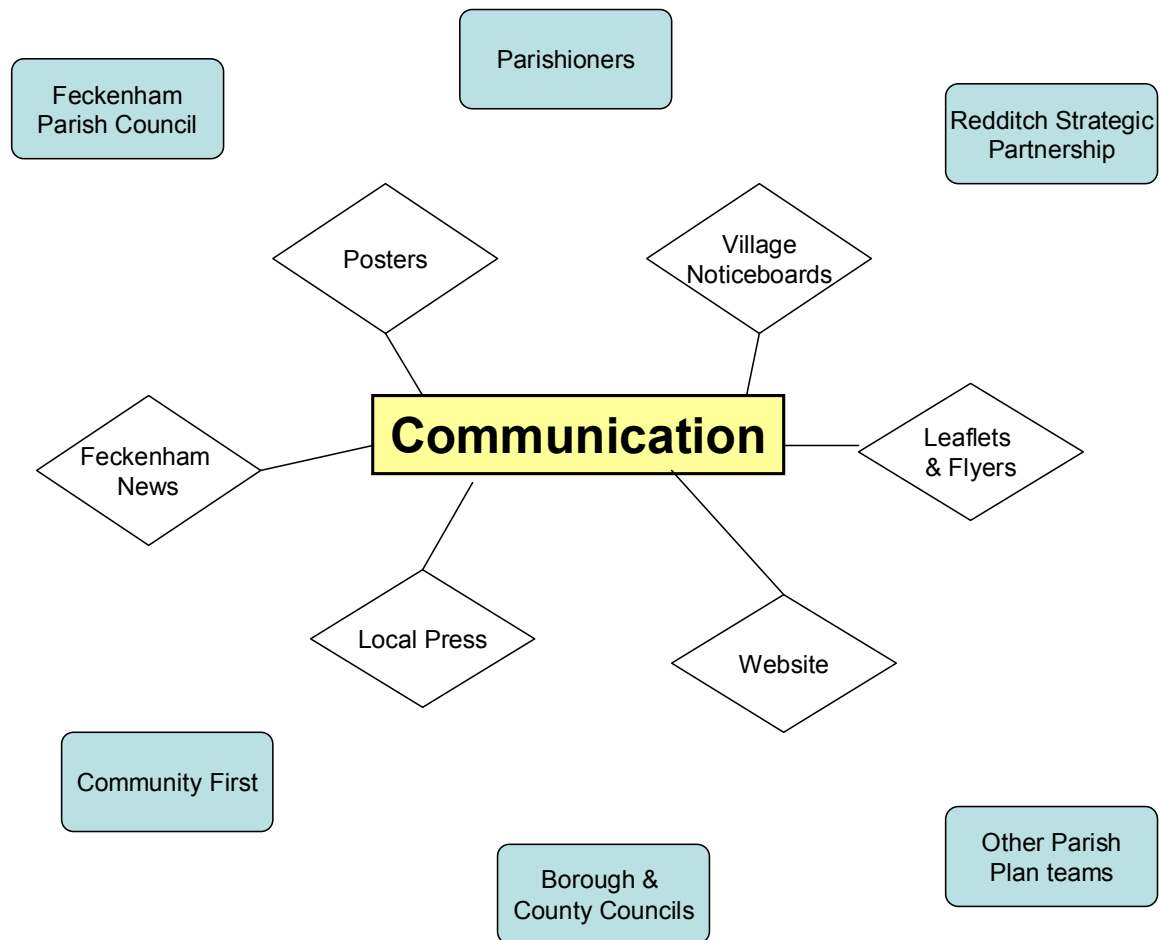 Parishioners
Feckenham
Parish Council
Redditch Strategic
Partnership
Posters
Village
Noticeboards
Communication
Feckenham
News
Leaflets
& Flyers
Local Press
Website
Community First
Borough &
County Councils
Other Parish
Plan teams